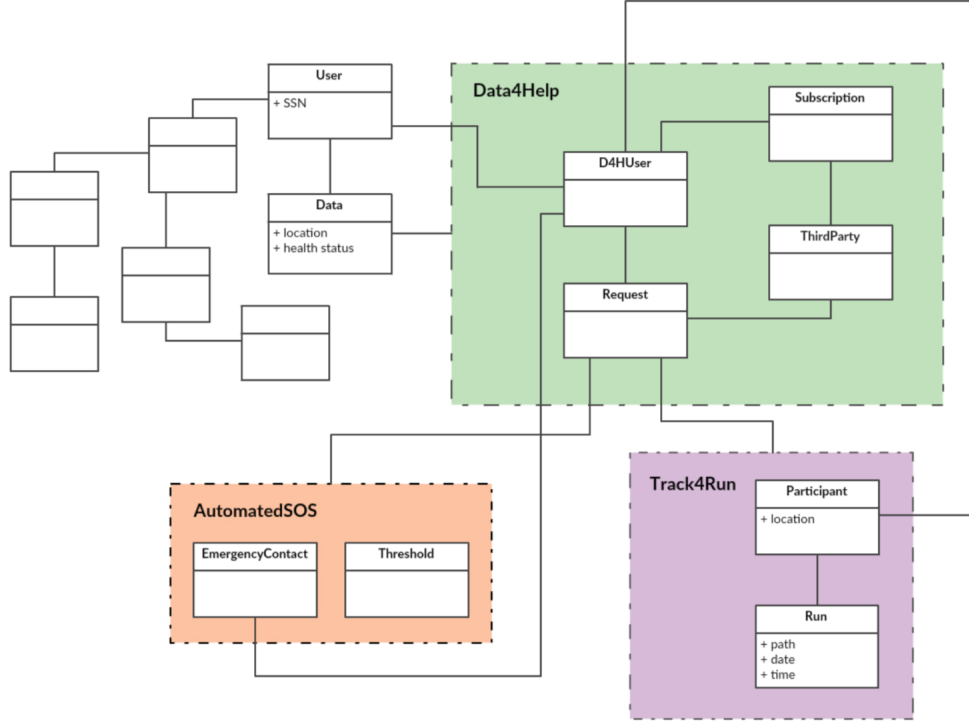 User
+ SSN
Data4Help
Subscription
D4HUser
Data
+ location
+ health status
ThirdParty
Request
Track4Run
Participant
+ location
AutomatedSOS
EmergencyContact
Threshold
Run
+ path
+ date
+ time